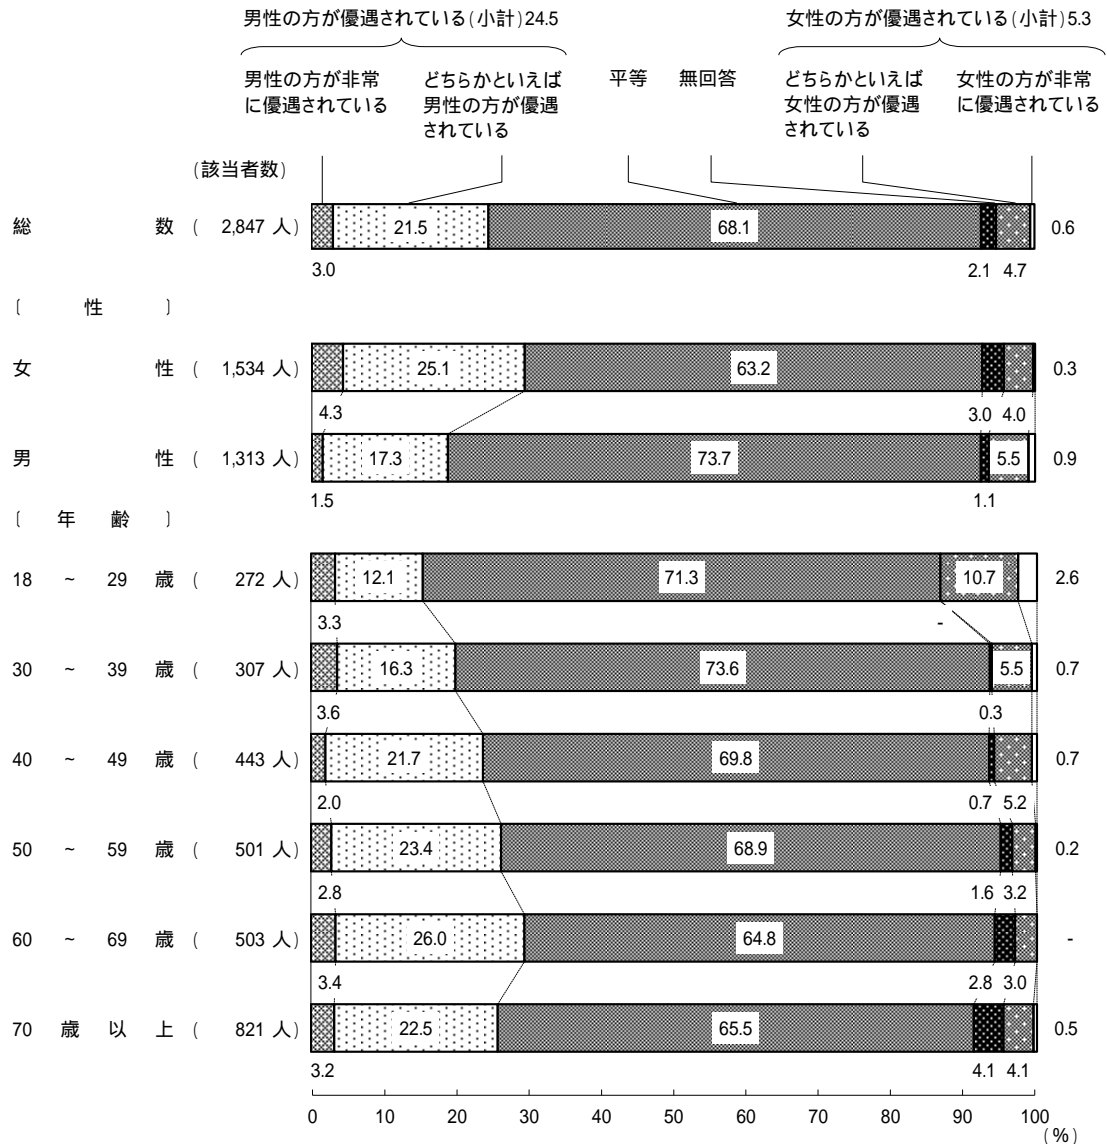 男性の方が優遇されている(小計)24.5
女性の方が優遇されている(小計)5.3
男性の方が非常
に優遇されている
どちらかといえば
男性の方が優遇
されている
平等
無回答
どちらかといえば
女性の方が優遇
されている
女性の方が非常
に優遇されている
(該当者数)
総 数 ( 2,847 人) 21.5 68.1 0.6
3.0 2.1 4.7
〔 性 〕
女 性 ( 1,534 人) 25.1 63.2 0.3
4.3 3.0 4.0
男 性 ( 1,313 人) 17.3 73.7 5.5 0.9
1.5 1.1
〔 年 齢 〕
18 ~ 29 歳 ( 272 人) 12.1 71.3 10.7 2.6
3.3 -
30 ~ 39 歳 ( 307 人) 16.3 73.6 5.5 0.7
3.6 0.3
40 ~ 49 歳 ( 443 人) 21.7 69.8 0.7
2.0 0.7 5.2
50 ~ 59 歳 ( 501 人) 23.4 68.9 0.2
2.8 1.6 3.2
60 ~ 69 歳 ( 503 人) 26.0 64.8 -
3.4 2.8 3.0
70 歳 以 上 ( 821 人) 22.5 65.5 0.5
3.2 4.1 4.1
0 10 20 30 40 50 60 70 80 90 100
(%)